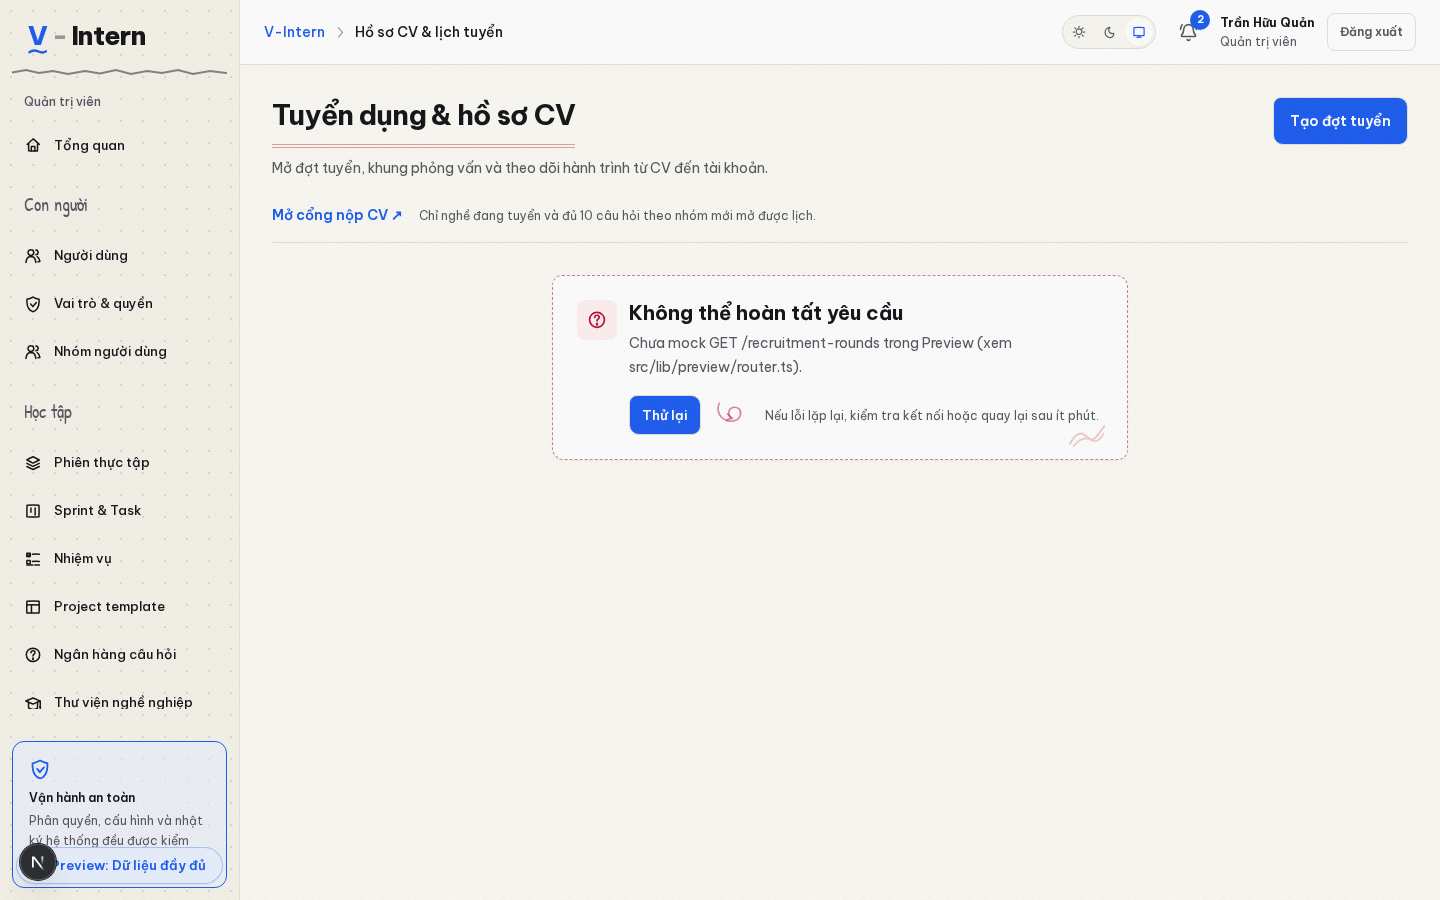 V - Intern
Quản trị viên
Tổng quan
Con người
Người dùng
Vai trò & quyền
Nhóm người dùng
Học tập
Phiên thực tập
Sprint & Task
Nhiệm vụ
Project template
Ngân hàng câu hỏi
Thư viện nghề nghiệp
Vận hành an toàn
Phân quyền, cấu hình và nhật
ký hệ thống đều được kiểm
Preview: Dữ liệu đầy đủ
V-Intern
Hồ sơ CV & lịch tuyển
2
Trần Hữu Quản
Quản trị viên
Đăng xuất
Tuyển dụng & hồ sơ CV
Tạo đợt tuyển
Mở đợt tuyển, khung phỏng vấn và theo dõi hành trình từ CV đến tài khoản.
Mở cổng nộp CV ↗ Chỉ nghề đang tuyển và đủ 10 câu hỏi theo nhóm mới mở được lịch.
Không thể hoàn tất yêu cầu
Chưa mock GET /recruitment-rounds trong Preview (xem
src/lib/preview/router.ts).
Thử lại
Nếu lỗi lặp lại, kiểm tra kết nối hoặc quay lại sau ít phút.